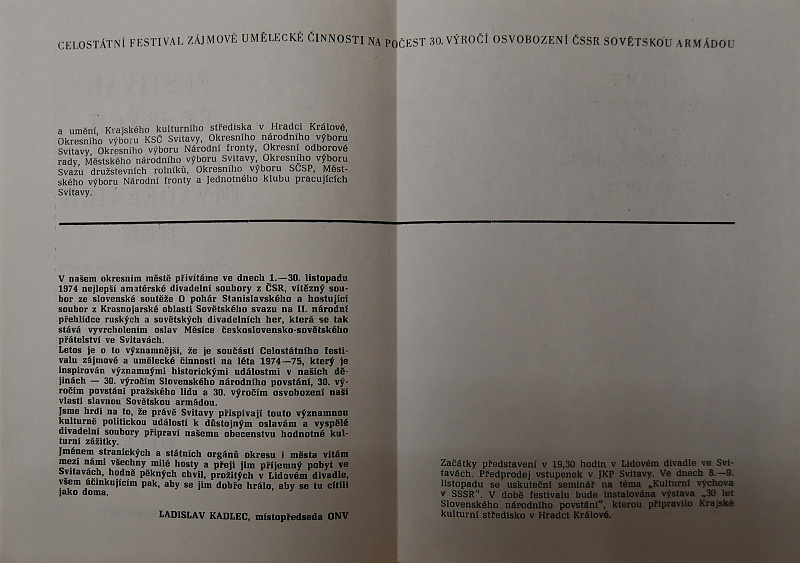 CELOSTÁTNÍ FESTIVAL ZÁJMOVÉ UMĚLECKÉ ČINNOSTI NA POČEST 30. VÝROČÍ OSVOBOZENÍ ČSSR SOVĚTSKOU ARMÁDOU
a umění, Krajského kulturního střediska v Hradci Králové,
Okresního výboru KSČ Svitavy, Okresního národního výboru
Svitavy, Okresního výboru Národní fronty, Okresní odborové
rady, Městského národního výboru Svitavy, Okresního výboru
Svazu družstevních rolníků, Okresního výboru SČSP, Měst-
ského výboru Národní fronty a Jednotného klubu pracujících
Svitavy.
V našem okresním městě přivítáme ve dnech 1.—30. listopadu
1974 nejlepší amatérské divadelní soubory z ČSR, vítězný sou-
bor ze slovenské soutěže O pohár Stanislavského a hostující
soubor z Krasnojarské oblasti Sovětského svazu na II. národní
přehlídce ruských a sovětských divadelních her, která se tak
stává vyvrcholením oslav Měsíce československo-sovětského
přátelství ve Svitavách.
Letos je o to významnější, že je součástí Celostátního festi-
valu zájmové a umělecké činnosti na léta 1974—75, který je
inspirován významnými historickými událostmi v našich dě-
jinách — 30. výročím Slovenského národního povstání, 30. vý-
ročím povstání pražského lidu a 30. výročím osvobození naší
vlasti slavnou Sovětskou armádou.
Jsme hrdi na to, že právě Svitavy přispívají touto významnou
kulturně politickou událostí k důstojným oslavám a vyspělé
divadelní soubory připraví našemu obecenstvu hodnotné kul-
turní zážitky.
Jménem stranických a státních orgánů okresu i města vítám
mezi námi všechny milé hosty a přeji jim příjemný pobyt ve
Svitavách, hodně pěkných chvil, prožitých v Lidovém divadle,
všem účinkujícím pak, aby se jim dobře hrálo, aby se tu cítili
jako doma.
LADISLAV KADLEC, místopředseda ONV
Začátky představení v 19,30 hodin v Lidovém divadle ve Svi-
tavách. Předprodej vstupenek v JKP Svitavy. Ve dnech 8.—9.
listopadu se uskuteční seminář na téma „Kulturní výchova
v SSSR“. V době festivalu bude instalována výstava „30 let
Slovenského národního povstání“, kterou připravilo Krajské
kulturní středisko v Hradci Králové.